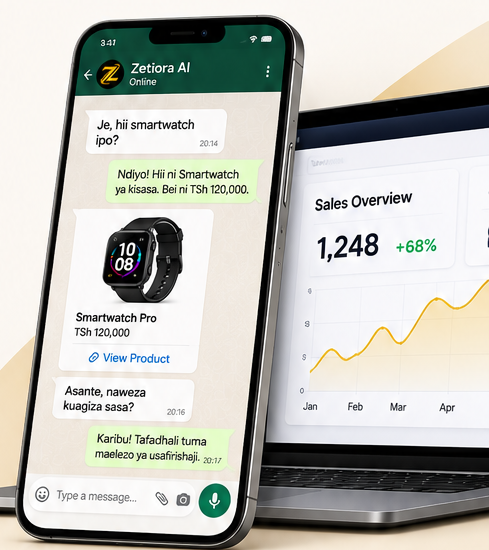 3:41
Zetiora AI
Online
Je, hii smartwatch
ipo?
20:14
Ndiyo! Hii ni Smartwatch
ya kisasa. Bei ni TSh 120,000.
10
08
Smartwatch Pro
TSh 120,000
View Product
Asante, naweza
kuagiza sasa?
20:16
Karibu! Tafadhali tuma
maelezo ya usafirishaji.
20:17
Type a message...
Sales Overview
1,248 +68%
0
Jan Feb Mar Apr